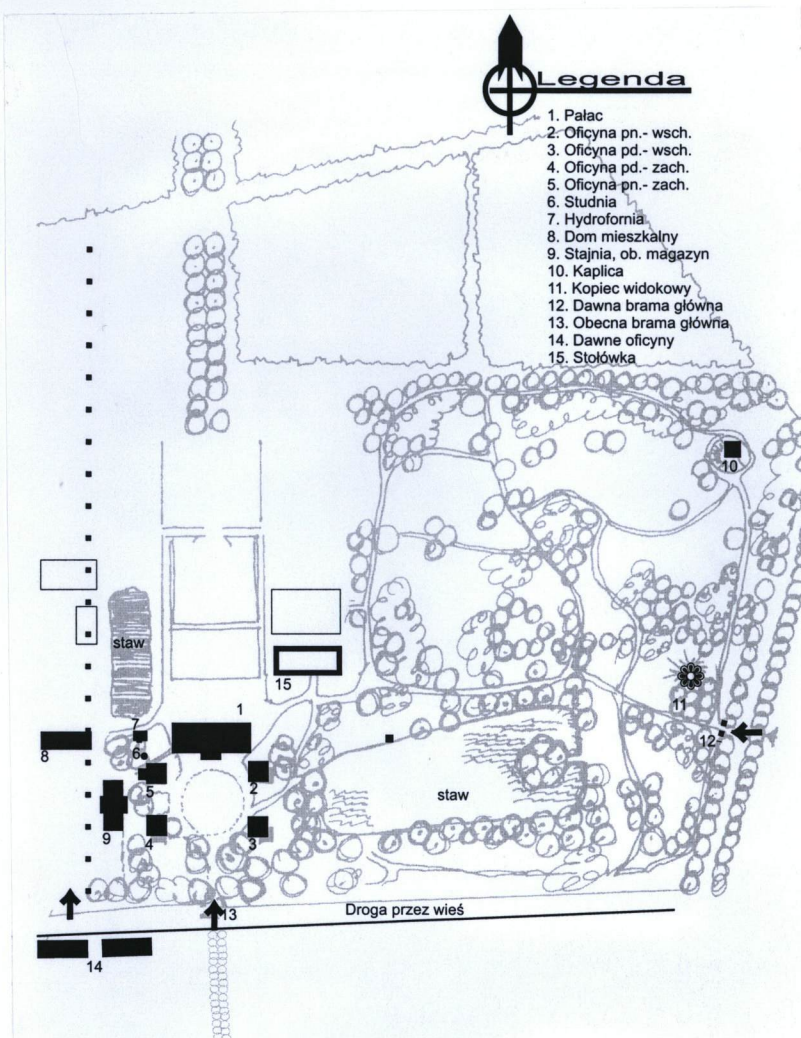 Legenda
1. Pałac
2. Oficyna pn.- wsch.
3. Oficyna pd.- wsch.
4. Oficyna pd.- zach.
5. Oficyna pn.- zach.
6. Studnia
7. Hydrofornia
8. Dom mieszkalny
9. Stajnia, ob. magazyn
10. Kaplica
11. Kopiec widokowy
12. Dawna brama główna
13. Obecna brama główna
14. Dawne oficyny
15. Stołówka
10
staw
15
11
1
7
12
8
6
5
2
staw
9
4
3
13
Droga przez wieś
14